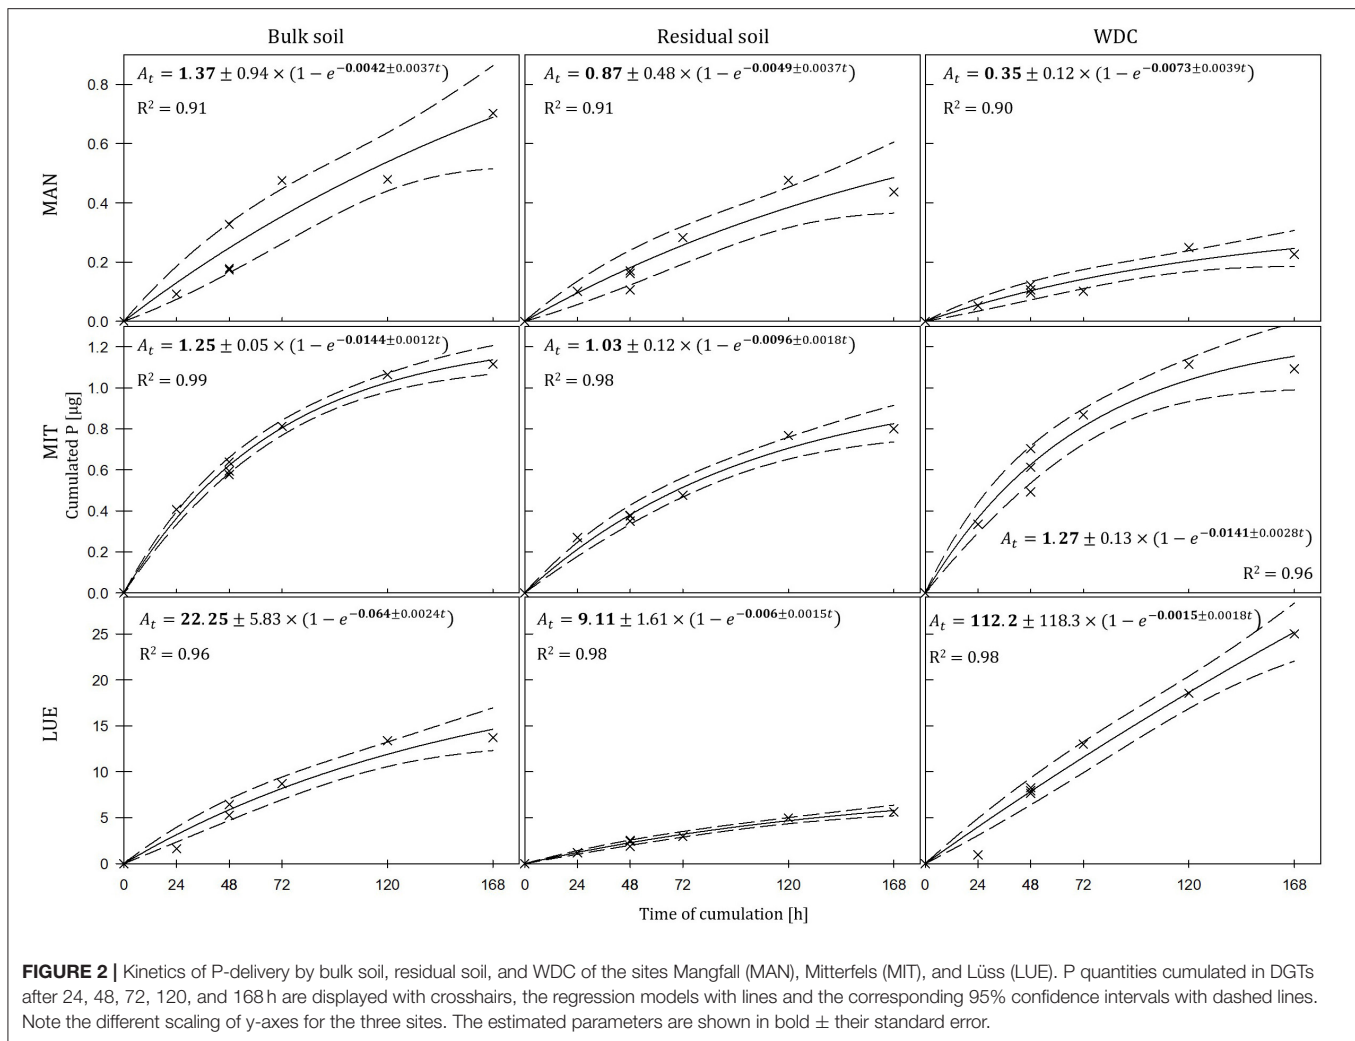 Bulk soil Residual soil WDC
MAN
A_t = 1.37 ± 0.94 × (1 − e^{−0.0042±0.0037t})
R² = 0.91
A_t = 0.87 ± 0.48 × (1 − e^{−0.0049±0.0037t})
R² = 0.91
A_t = 0.35 ± 0.12 × (1 − e^{−0.0073±0.0039t})
R² = 0.90
0.8
0.6
0.4
0.2
0.0
MIT
Cumulated P [µg]
A_t = 1.25 ± 0.05 × (1 − e^{−0.0144±0.0012t})
R² = 0.99
A_t = 1.03 ± 0.12 × (1 − e^{−0.0096±0.0018t})
R² = 0.98
A_t = 1.27 ± 0.13 × (1 − e^{−0.0141±0.0028t})
R² = 0.96
1.2
1.0
0.8
0.6
0.4
0.2
0.0
LUE
A_t = 22.25 ± 5.83 × (1 − e^{−0.064±0.0024t})
R² = 0.96
A_t = 9.11 ± 1.61 × (1 − e^{−0.006±0.0015t})
R² = 0.98
A_t = 112.2 ± 118.3 × (1 − e^{−0.0015±0.0018t})
R² = 0.98
25
20
15
10
5
0
0 24 48 72 120 168 0 24 48 72 120 168 0 24 48 72 120 168
Time of cumulation [h]
FIGURE 2 | Kinetics of P-delivery by bulk soil, residual soil, and WDC of the sites Mangfall (MAN), Mitterfels (MIT), and Lüss (LUE). P quantities cumulated in DGTs
after 24, 48, 72, 120, and 168 h are displayed with crosshairs, the regression models with lines and the corresponding 95% confidence intervals with dashed lines.
Note the different scaling of y-axes for the three sites. The estimated parameters are shown in bold ± their standard error.